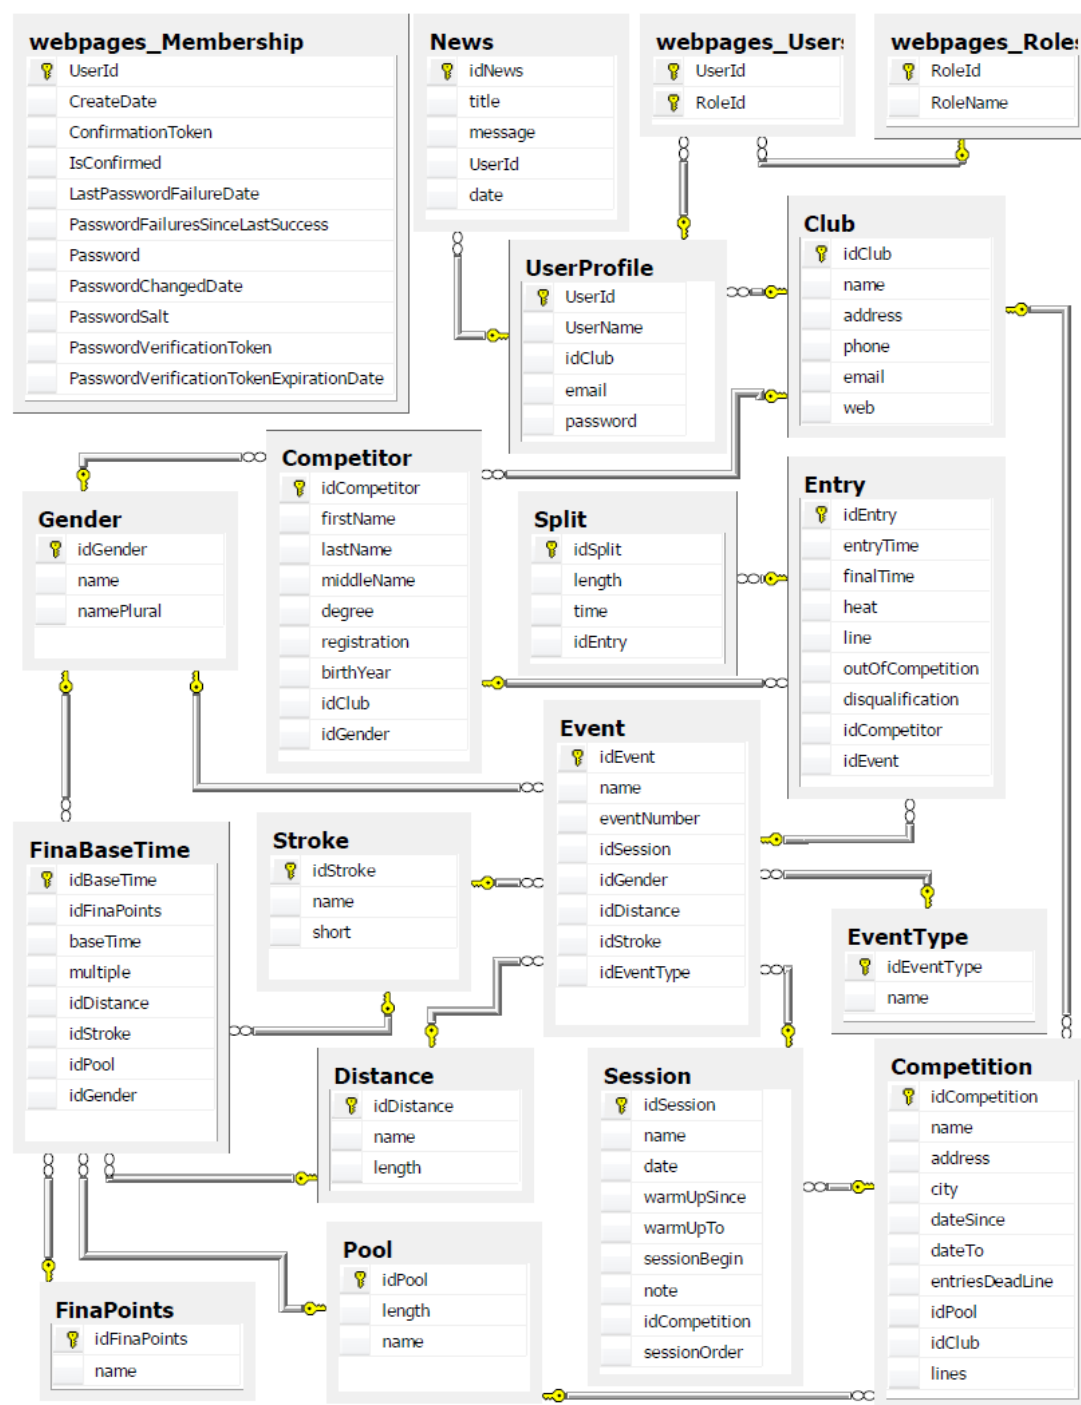 webpages_Membership
UserId
CreateDate
ConfirmationToken
IsConfirmed
LastPasswordFailureDate
PasswordFailuresSinceLastSuccess
Password
PasswordChangedDate
PasswordSalt
PasswordVerificationToken
PasswordVerificationTokenExpirationDate
News
idNews
title
message
UserId
date
webpages_Users
UserId
RoleId
webpages_Roles
RoleId
RoleName
UserProfile
UserId
UserName
idClub
email
password
Club
idClub
name
address
phone
email
web
Gender
idGender
name
namePlural
Competitor
idCompetitor
firstName
lastName
middleName
degree
registration
birthYear
idClub
idGender
Split
idSplit
length
time
idEntry
Entry
idEntry
entryTime
finalTime
heat
line
outOfCompetition
disqualification
idCompetitor
idEvent
FinaBaseTime
idBaseTime
idFinaPoints
baseTime
multiple
idDistance
idStroke
idPool
idGender
Stroke
idStroke
name
short
Event
idEvent
name
eventNumber
idSession
idGender
idDistance
idStroke
idEventType
EventType
idEventType
name
Distance
idDistance
name
length
Session
idSession
name
date
warmUpSince
warmUpTo
sessionBegin
note
idCompetition
sessionOrder
Competition
idCompetition
name
address
city
dateSince
dateTo
entriesDeadLine
idPool
idClub
lines
FinaPoints
idFinaPoints
name
Pool
idPool
length
name